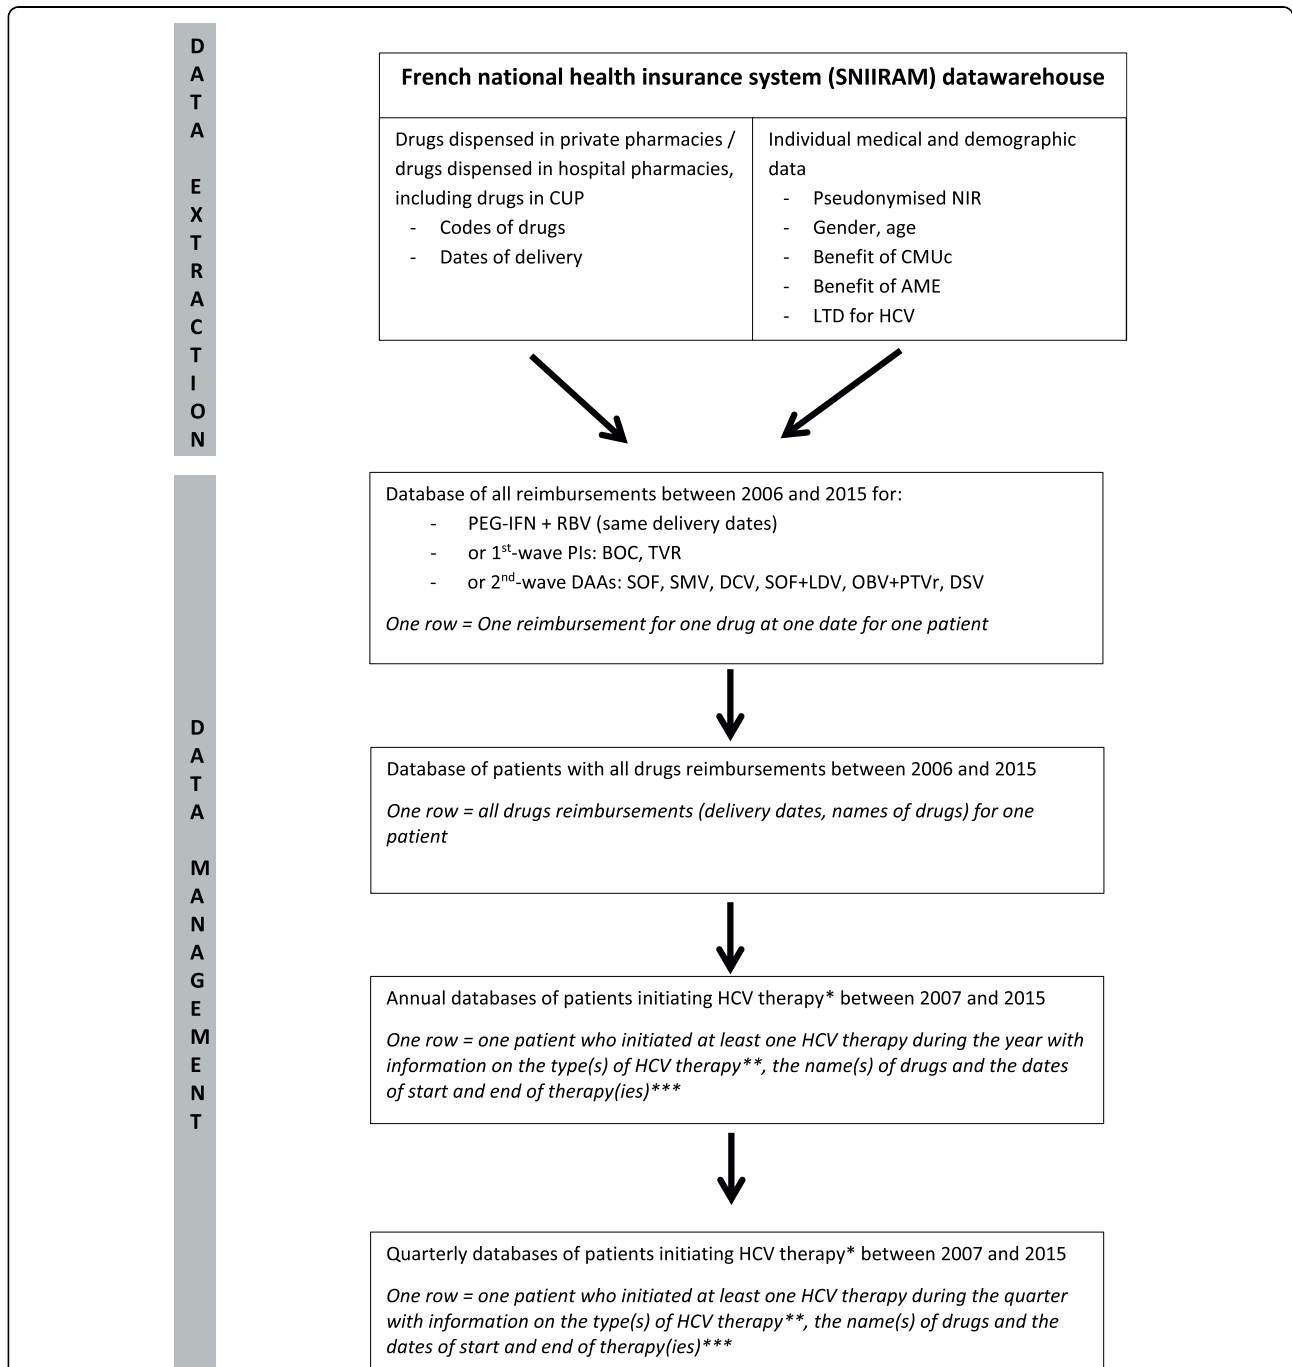 DATA EXTRACTION
French national health insurance system (SNIIRAM) datawarehouse
Drugs dispensed in private pharmacies /
drugs dispensed in hospital pharmacies,
including drugs in CUP
- Codes of drugs
- Dates of delivery
Individual medical and demographic
data
- Pseudonymised NIR
- Gender, age
- Benefit of CMUc
- Benefit of AME
- LTD for HCV
DATA MANAGEMENT
Database of all reimbursements between 2006 and 2015 for:
- PEG-IFN + RBV (same delivery dates)
- or 1st-wave PIs: BOC, TVR
- or 2nd-wave DAAs: SOF, SMV, DCV, SOF+LDV, OBV+PTVr, DSV
One row = One reimbursement for one drug at one date for one patient
Database of patients with all drugs reimbursements between 2006 and 2015
One row = all drugs reimbursements (delivery dates, names of drugs) for one
patient
Annual databases of patients initiating HCV therapy* between 2007 and 2015
One row = one patient who initiated at least one HCV therapy during the year with
information on the type(s) of HCV therapy**, the name(s) of drugs and the dates
of start and end of therapy(ies)***
Quarterly databases of patients initiating HCV therapy* between 2007 and 2015
One row = one patient who initiated at least one HCV therapy during the quarter
with information on the type(s) of HCV therapy**, the name(s) of drugs and the
dates of start and end of therapy(ies)***